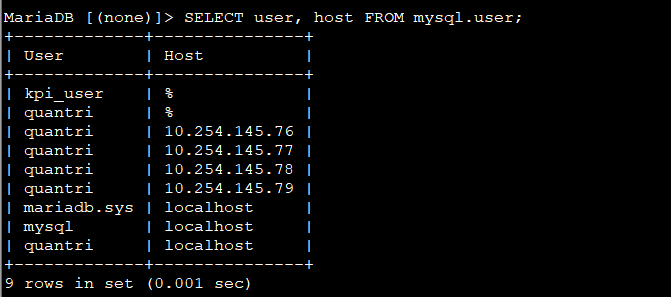 MariaDB [(none)]> SELECT user, host FROM mysql.user;
+-------------+---------------+
| User        | Host          |
+-------------+---------------+
| kpi_user    | %             |
| quantri     | %             |
| quantri     | 10.254.145.76 |
| quantri     | 10.254.145.77 |
| quantri     | 10.254.145.78 |
| quantri     | 10.254.145.79 |
| mariadb.sys | localhost     |
| mysql       | localhost     |
| quantri     | localhost     |
+-------------+---------------+
9 rows in set (0.001 sec)